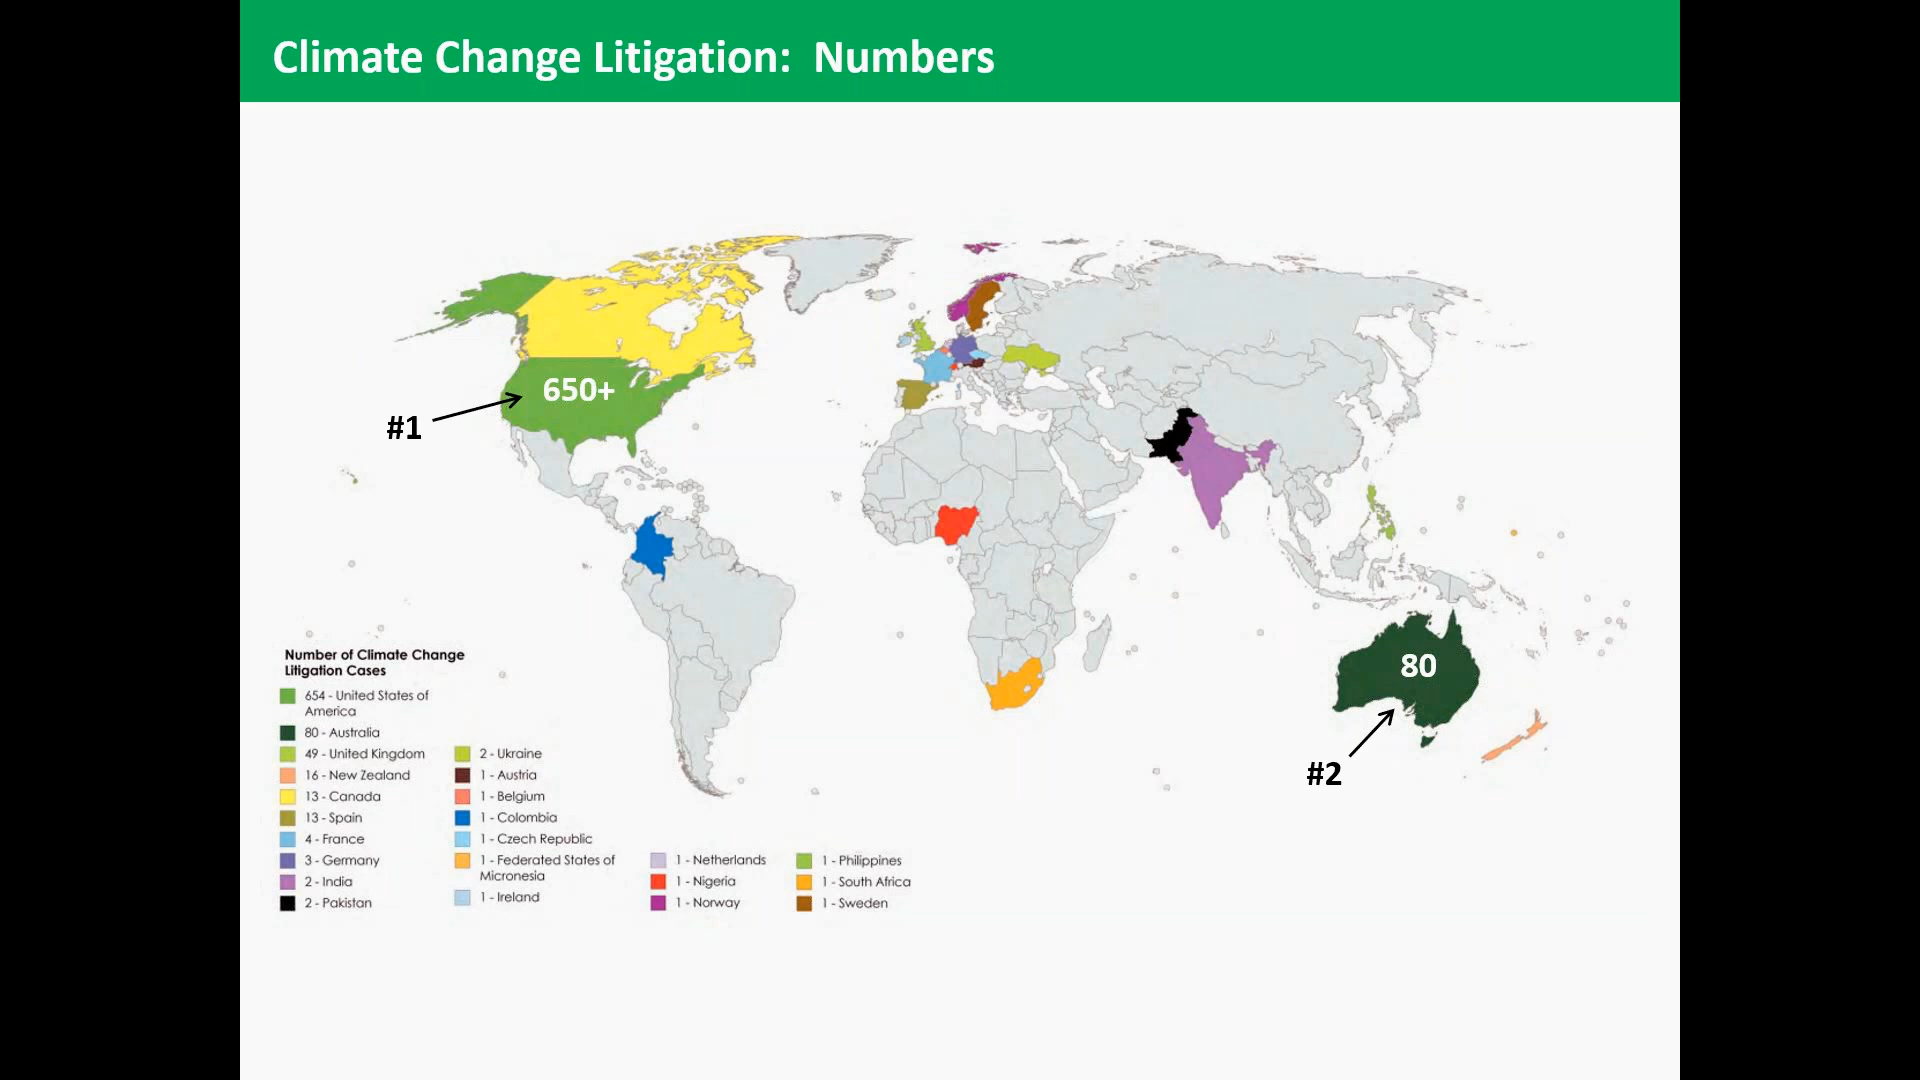 Climate Change Litigation:  Numbers
650+
#1
80
#2
Number of Climate Change
Litigation Cases
654 - United States of
America
80 - Australia
49 - United Kingdom
16 - New Zealand
13 - Canada
13 - Spain
4 - France
3 - Germany
2 - India
2 - Pakistan
2 - Ukraine
1 - Austria
1 - Belgium
1 - Colombia
1 - Czech Republic
1 - Federated States of
Micronesia
1 - Ireland
1 - Netherlands
1 - Nigeria
1 - Norway
1 - Philippines
1 - South Africa
1 - Sweden